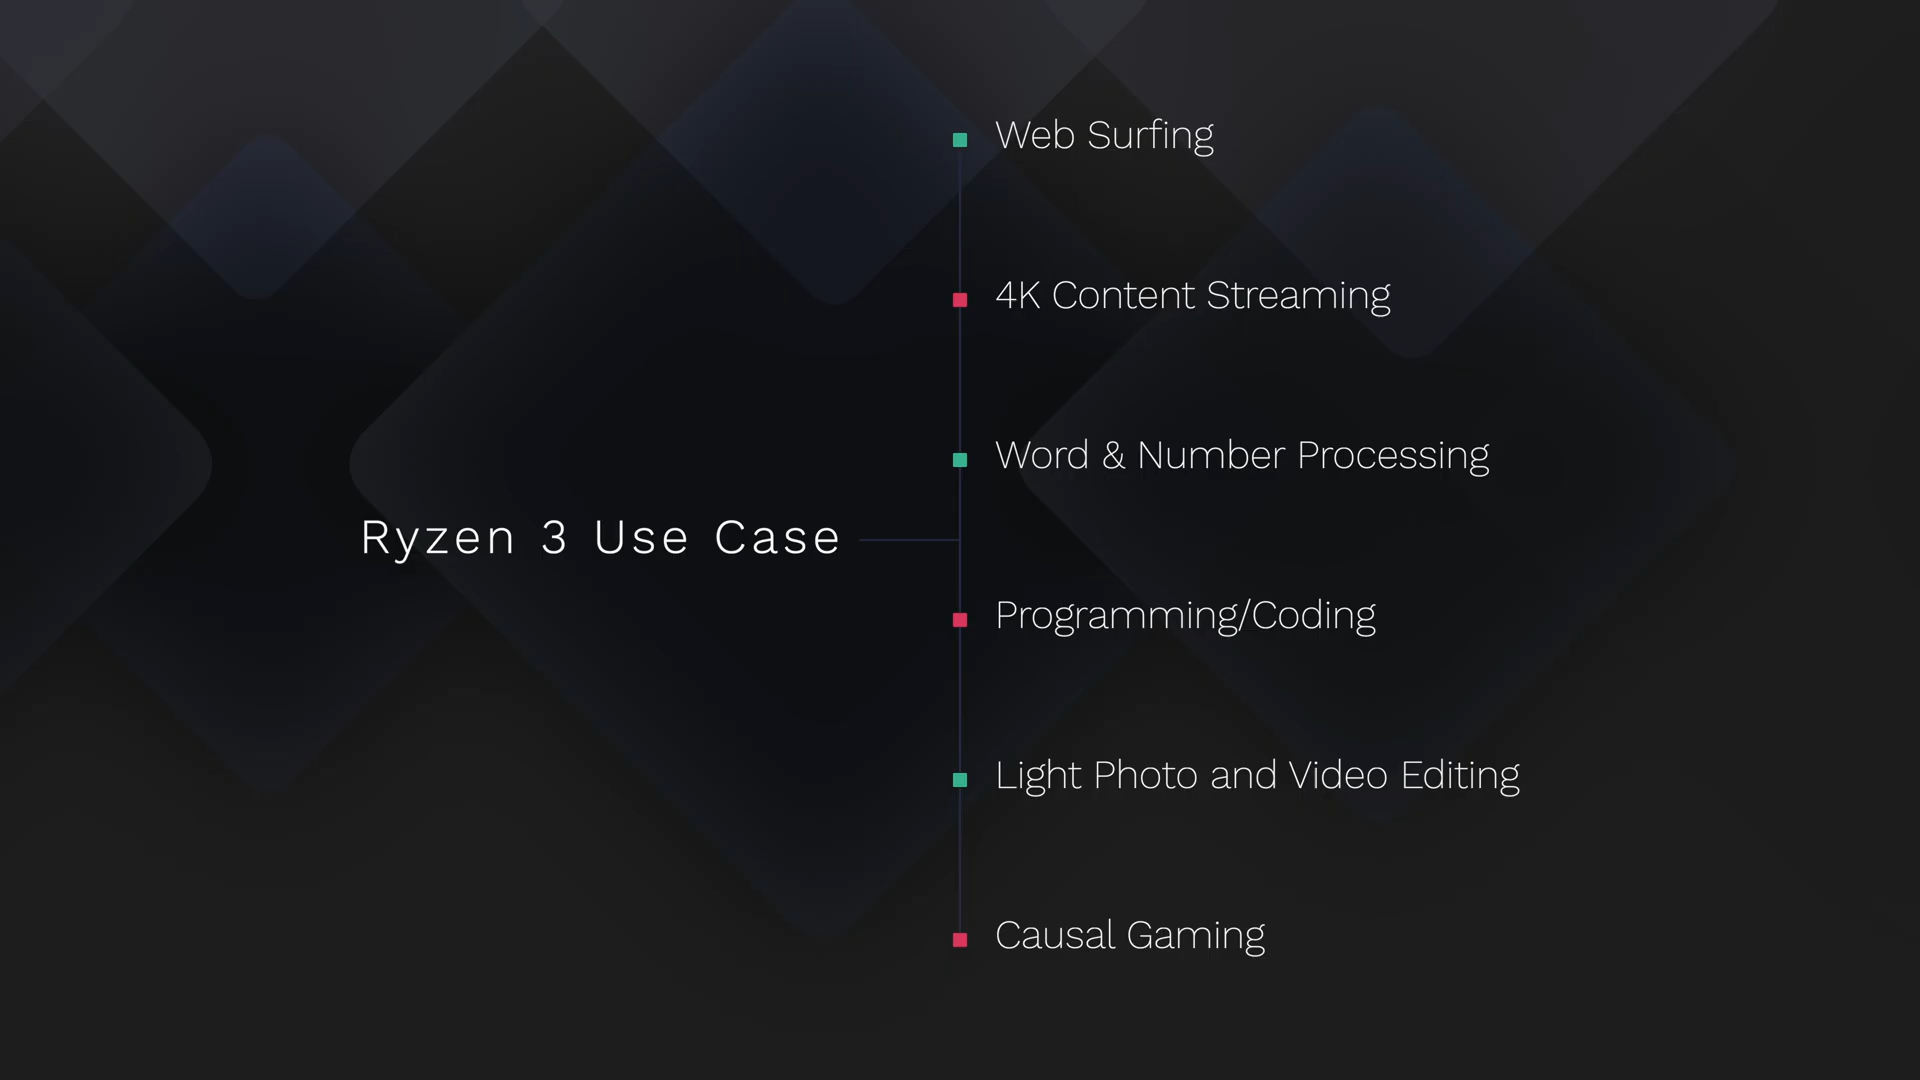 Web Surfing
4K Content Streaming
Word & Number Processing
Ryzen 3 Use Case
Programming/Coding
Light Photo and Video Editing
Causal Gaming